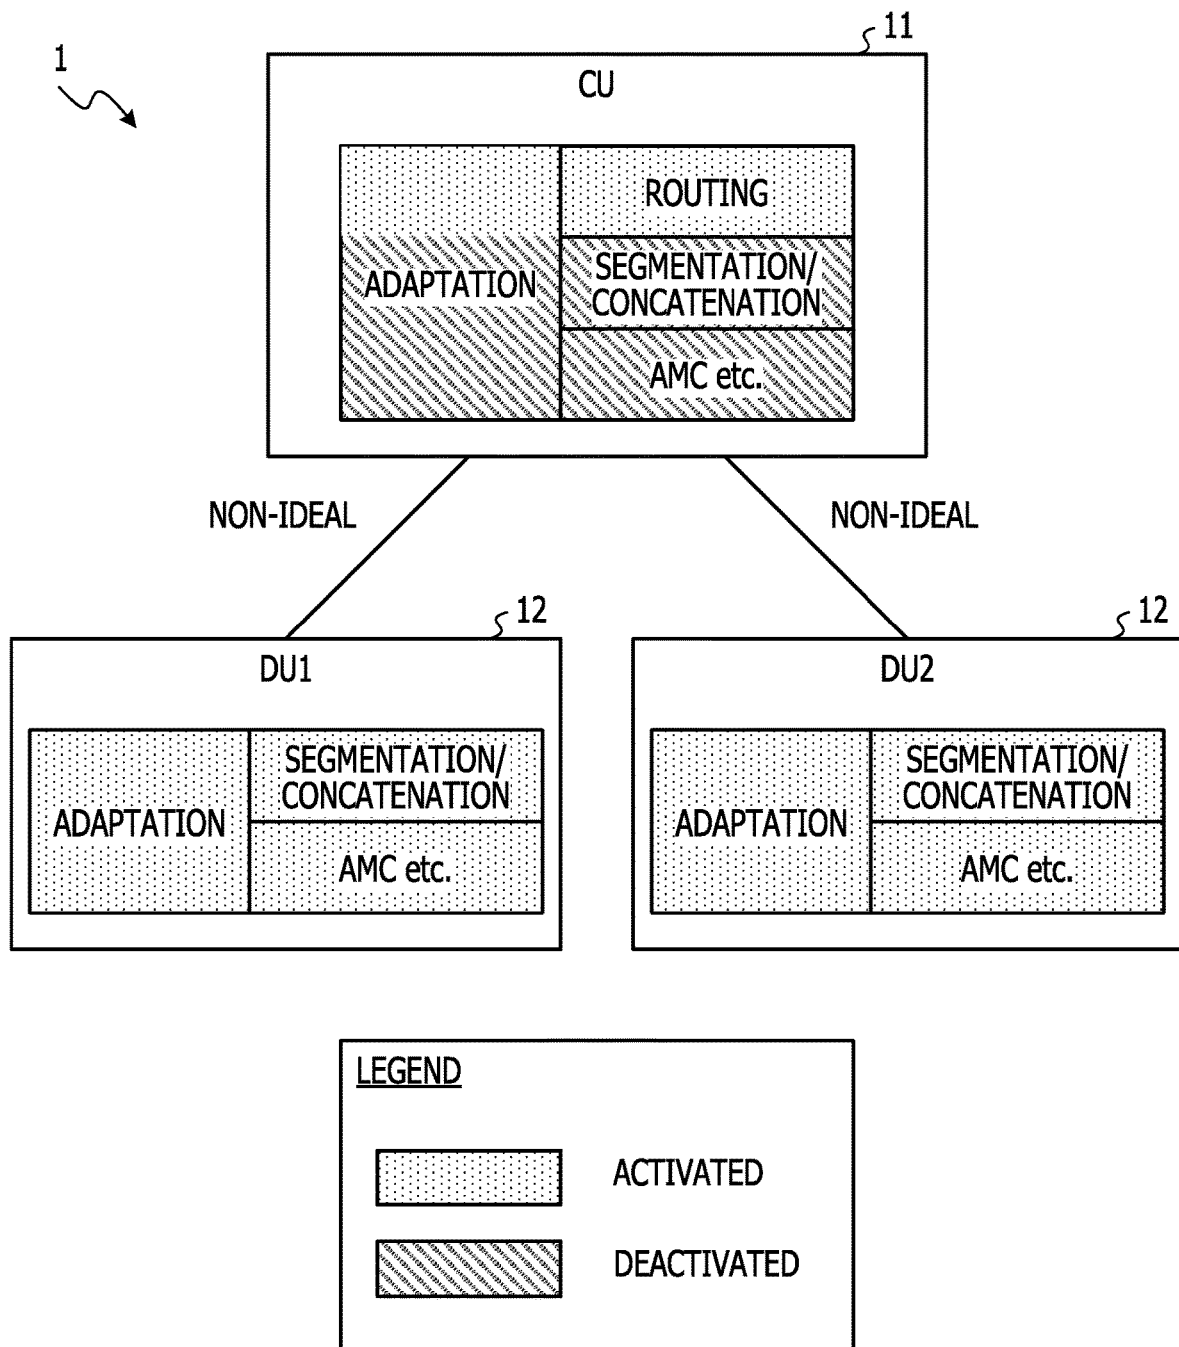 1
11
CU
ROUTING
ADAPTATION
SEGMENTATION/
CONCATENATION
AMC etc.
NON-IDEAL
NON-IDEAL
12
12
DU1
DU2
ADAPTATION
SEGMENTATION/
CONCATENATION
AMC etc.
ADAPTATION
SEGMENTATION/
CONCATENATION
AMC etc.
LEGEND
ACTIVATED
DEACTIVATED